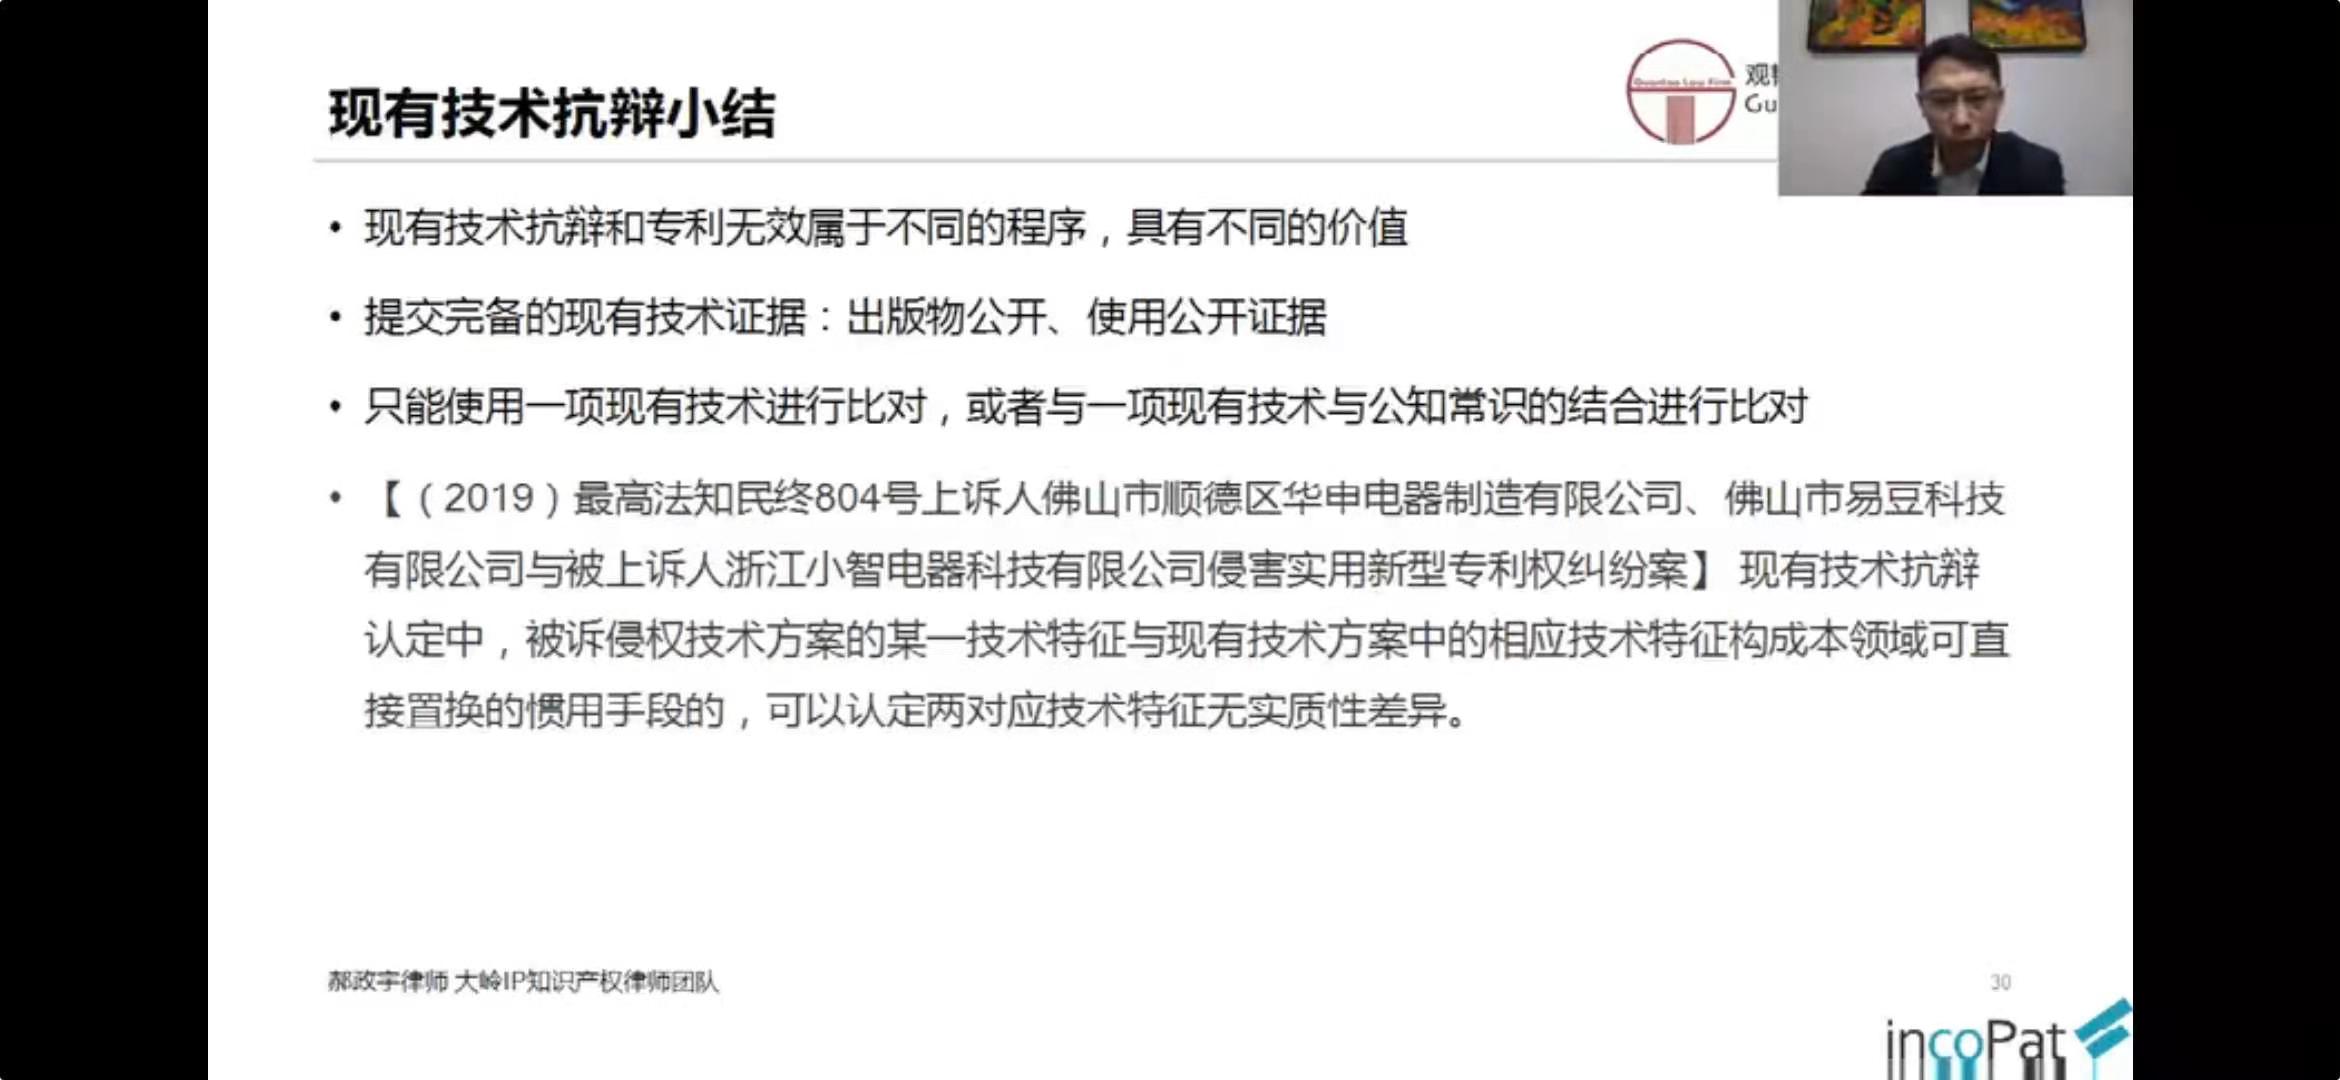 现有技术抗辩小结
Guantao Law Firm
观
Gu
• 现有技术抗辩和专利无效属于不同的程序，具有不同的价值
• 提交完备的现有技术证据：出版物公开、使用公开证据
• 只能使用一项现有技术进行比对，或者与一项现有技术与公知常识的结合进行比对
• 【（2019）最高法知民终804号上诉人佛山市顺德区华申电器制造有限公司、佛山市易豆科技
有限公司与被上诉人浙江小智电器科技有限公司侵害实用新型专利权纠纷案】 现有技术抗辩
认定中，被诉侵权技术方案的某一技术特征与现有技术方案中的相应技术特征构成本领域可直
接置换的惯用手段的，可以认定两对应技术特征无实质性差异。
郝政宇律师 大岭IP知识产权律师团队
30
incoPat